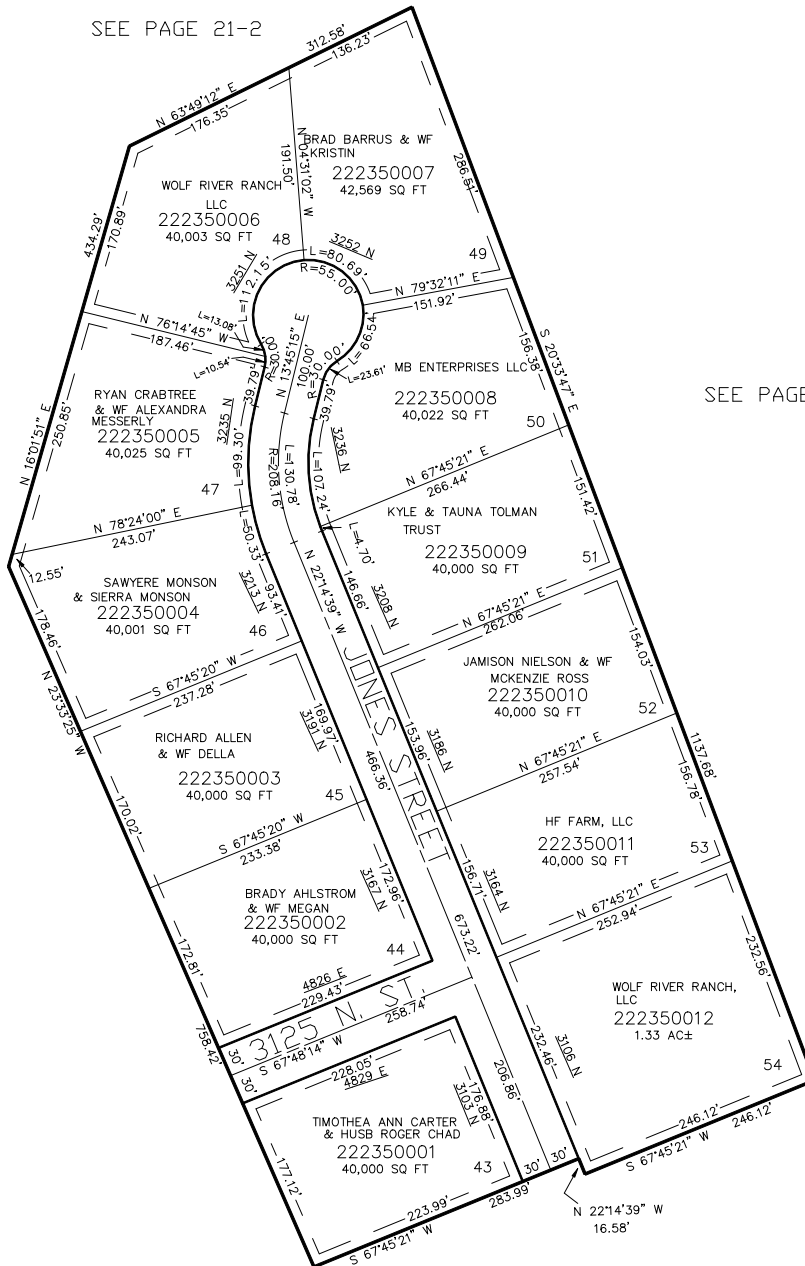 SEE PAGE 21-2
312.58'
136.23'
N 63°49'12" E
176.35'
N 04°31'02" W
191.50'
BRAD BARRUS & WF
KRISTIN
222350007
42,569 SQ FT
286.51'
49
WOLF RIVER RANCH
LLC
222350006
40,003 SQ FT
48
434.29'
170.89'
3251 N
L=112.15'
3252 N
L=80.69'
R=55.00'
N 79°32'11" E
151.92'
L=66.54'
N 76°14'45" W
187.46'
L=13.08'
L=10.54'
R=30.00'
N 13°45'15" E
100.00'
R=30.00'
L=23.61'
39.79'
39.79'
S 20°33'47" E
156.38'
SEE PAGE
MB ENTERPRISES LLC
222350008
40,022 SQ FT
50
RYAN CRABTREE
& WF ALEXANDRA
MESSERLY
222350005
40,025 SQ FT
47
N 16°01'51" E
250.85'
3235 N
L=99.30'
R=208.16'
L=130.78'
3236 N
L=107.24'
N 67°45'21" E
266.44'
151.42'
KYLE & TAUNA TOLMAN
TRUST
222350009
40,000 SQ FT
51
L=4.70'
146.66'
3208 N
N 78°24'00" E
243.07'
12.55'
L=50.33'
93.41'
3213 N
N 22°14'39" W
SAWYERE MONSON
& SIERRA MONSON
222350004
40,001 SQ FT
46
178.46'
N 23°33'25" W
S 67°45'20" W
237.28'
N 67°45'21" E
262.06'
154.03'
JAMISON NIELSON & WF
MCKENZIE ROSS
222350010
40,000 SQ FT
52
JONES STREET
153.96'
3186 N
466.36'
169.97'
3191 N
RICHARD ALLEN
& WF DELLA
222350003
40,000 SQ FT
45
170.02'
S 67°45'20" W
233.38'
N 67°45'21" E
257.54'
1137.68'
156.78'
HF FARM, LLC
222350011
40,000 SQ FT
53
156.71'
3164 N
172.96'
3167 N
BRADY AHLSTROM
& WF MEGAN
222350002
40,000 SQ FT
44
172.81'
4826 E
229.43'
673.22'
N 67°45'21" E
252.94'
232.56'
WOLF RIVER RANCH,
LLC
222350012
1.33 AC±
54
232.46'
3106 N
758.42'
30'
30'
3125 N. ST.
258.74'
S 67°48'14" W
228.05'
4829 E
206.86'
176.88'
3103 N
TIMOTHEA ANN CARTER
& HUSB ROGER CHAD
222350001
40,000 SQ FT
43
177.12'
223.99'
283.99'
S 67°45'21" W
30'
30'
246.12'
S 67°45'21" W
246.12'
N 22°14'39" W
16.58'